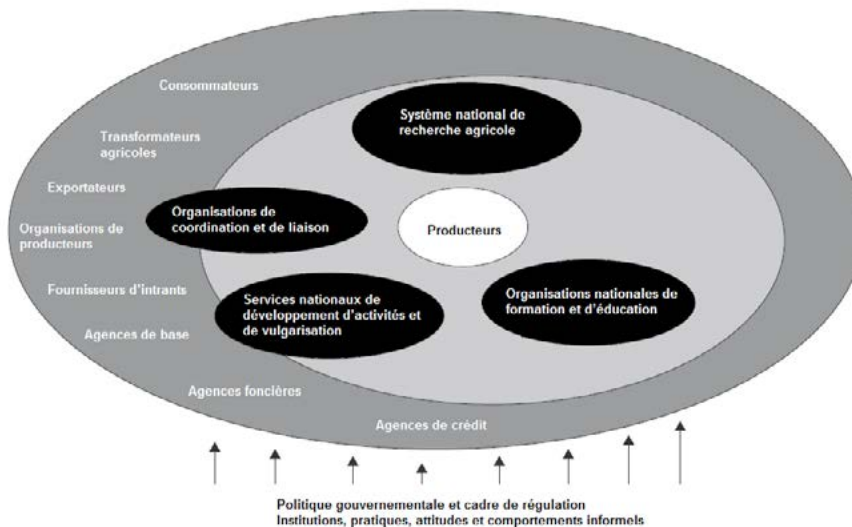 Consommateurs
Système national de
recherche agricole
Transformateurs
agricoles
Exportateurs
Organisations de
coordination et de liaison
Organisations de
producteurs
Producteurs
Fournisseurs d'intrants
Services nationaux de
développement d'activités et
de vulgarisation
Organisations nationales de
formation et d'éducation
Agences de base
Agences foncières
Agences de crédit
Politique gouvernementale et cadre de régulation
Institutions, pratiques, attitudes et comportements informels